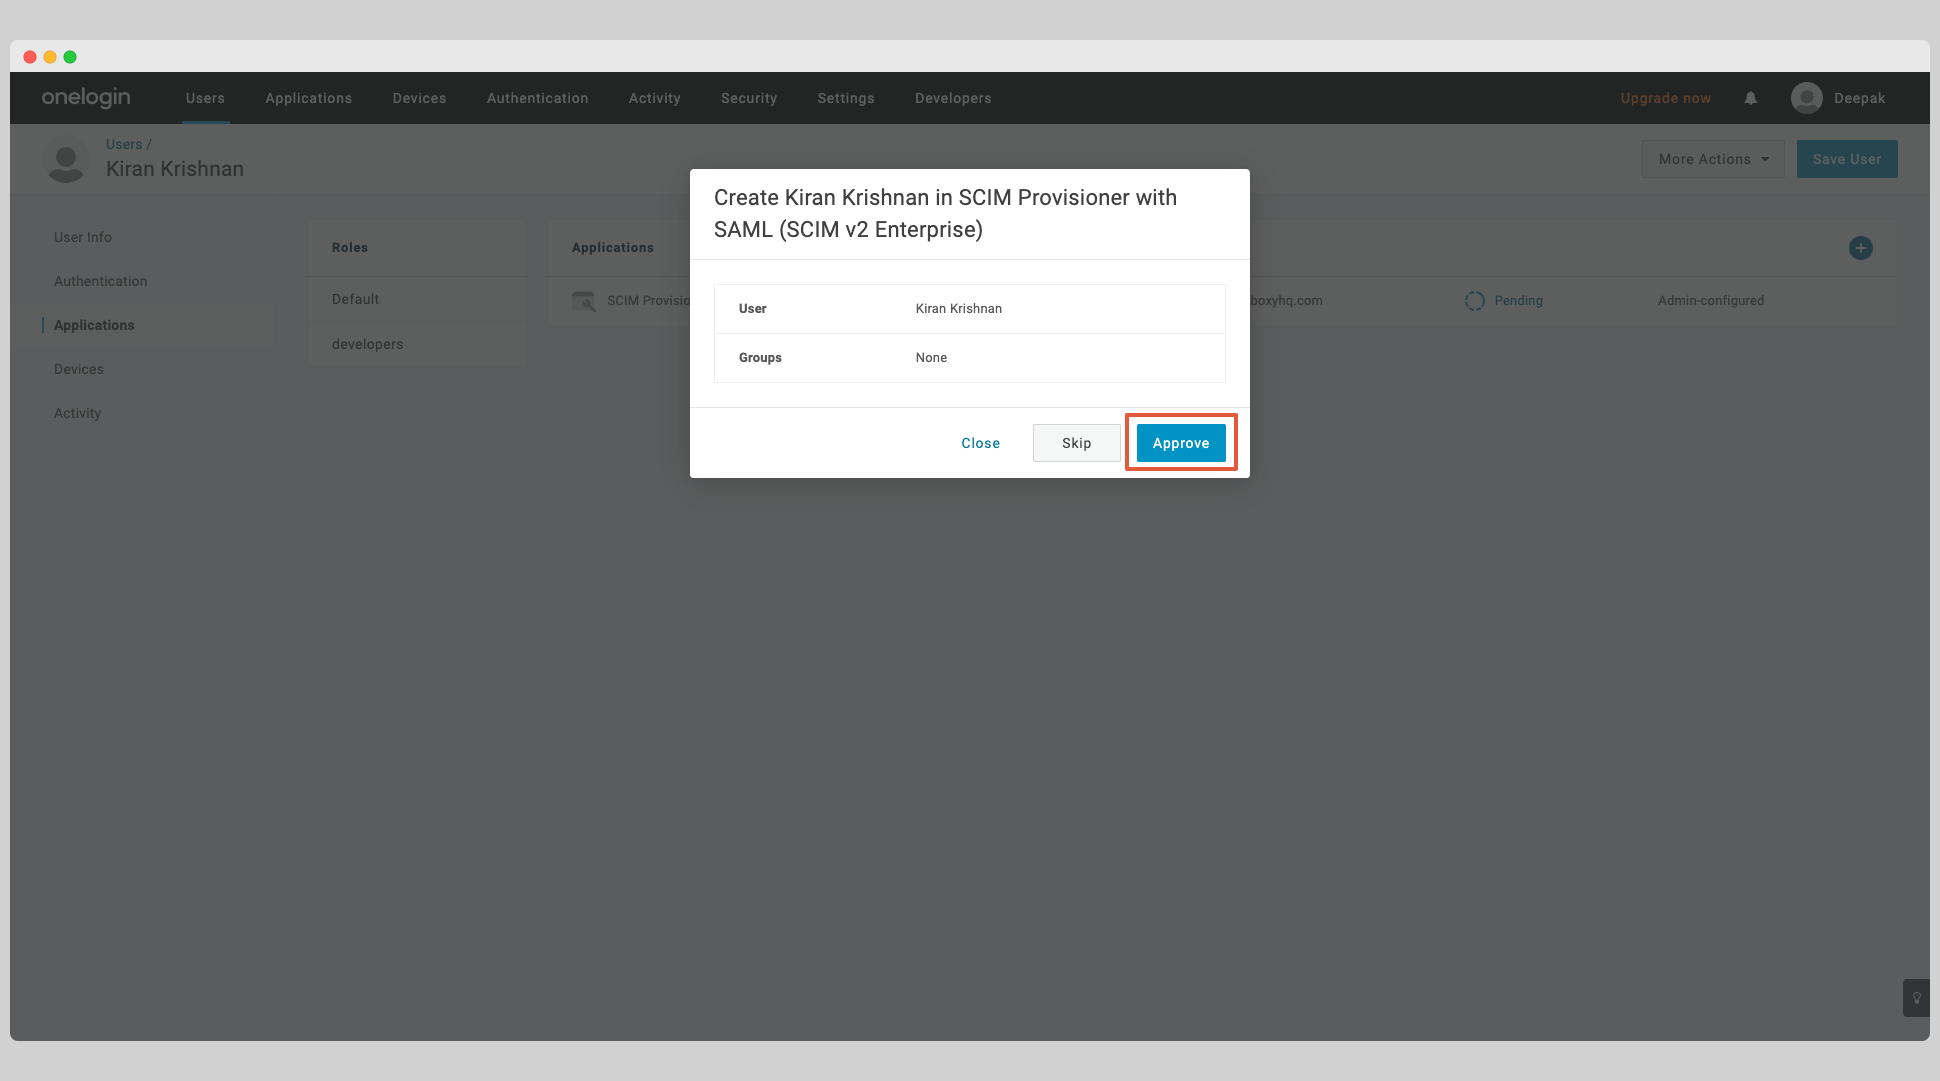 onelogin
Users Applications Devices Authentication Activity Security Settings Developers Upgrade now Deepak
Users /
Kiran Krishnan
More Actions Save User
Create Kiran Krishnan in SCIM Provisioner with
SAML (SCIM v2 Enterprise)
User Info
Authentication
Applications
Devices
Activity
Roles
Default
developers
Applications
SCIM Provisio
boxyhq.com Pending Admin-configured
User Kiran Krishnan
Groups None
Close Skip Approve